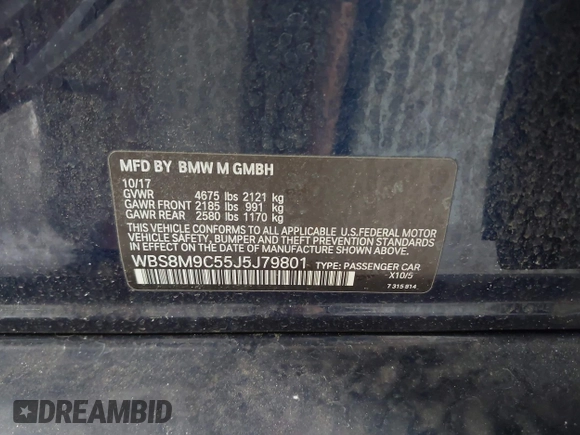 MFD BY BMW M GMBH
10/17
GVWR 4675 lbs 2121 kg
GAWR FRONT 2185 lbs 991 kg
GAWR REAR 2580 lbs 1170 kg
THIS VEHICLE CONFORMS TO ALL APPLICABLE U.S.FEDERAL MOTOR
VEHICLE SAFETY, BUMPER AND THEFT PREVENTION STANDARDS
IN EFFECT ON THE DATE OF MANUFACTURE SHOWN ABOVE.
WBS8M9C55J5J79801 TYPE: PASSENGER CAR
X10/5
7 315 814
DREAMBID